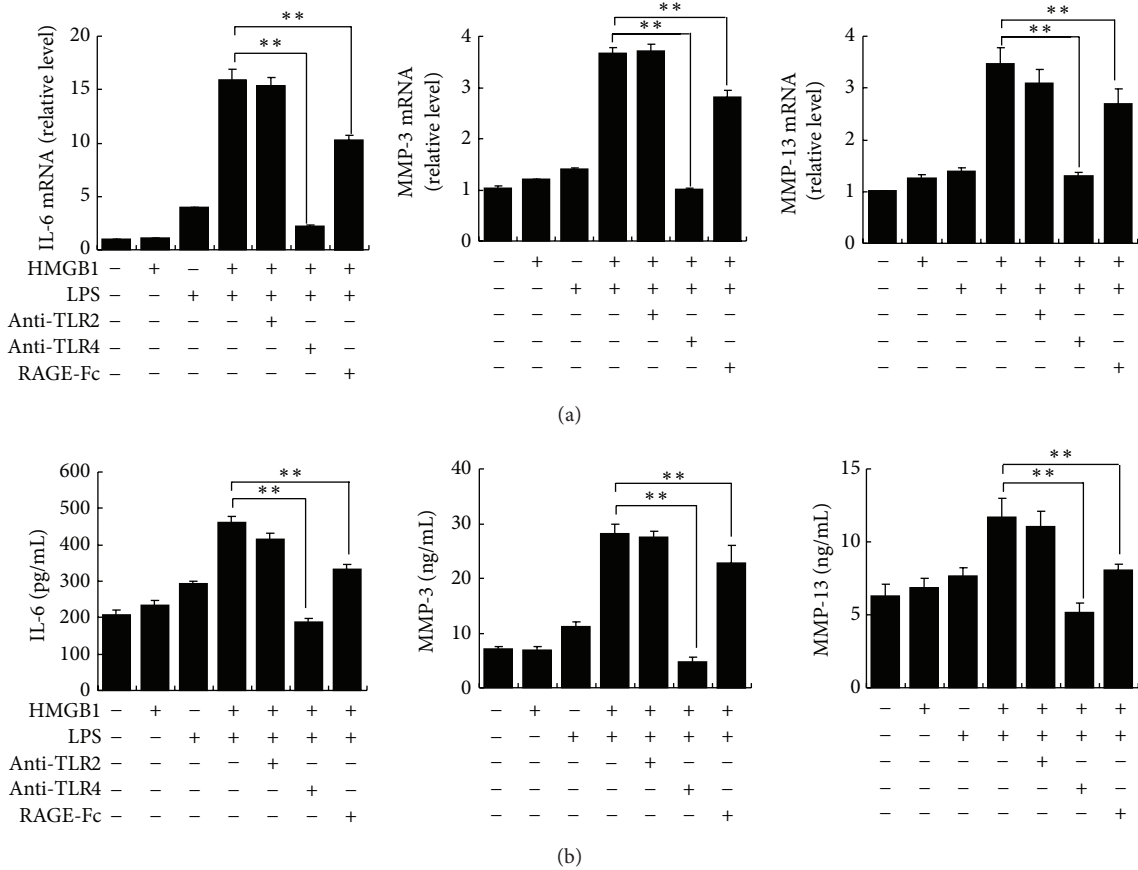 ** ** **
** ** **
IL-6 mRNA (relative level)
20
15
10
5
0
MMP-3 mRNA
(relative level)
4
3
2
1
0
MMP-13 mRNA
(relative level)
4
3
2
1
0
HMGB1 − + − + + + + − + − + + + + − + − + + + +
LPS − − + + + + + − − + + + + + − − + + + + +
Anti-TLR2 − − − − + − − − − − − + − − − − − − + − −
Anti-TLR4 − − − − − + − − − − − − + − − − − − − + −
RAGE-Fc − − − − − − + − − − − − − + − − − − − − +
(a)
** ** **
** ** **
IL-6 (pg/mL)
600
500
400
300
200
100
0
MMP-3 (ng/mL)
40
30
20
10
0
MMP-13 (ng/mL)
15
10
5
0
HMGB1 − + − + + + + − + − + + + + − + − + + + +
LPS − − + + + + + − − + + + + + − − + + + + +
Anti-TLR2 − − − − + − − − − − − + − − − − − − + − −
Anti-TLR4 − − − − − + − − − − − − + − − − − − − + −
RAGE-Fc − − − − − − + − − − − − − + − − − − − − +
(b)